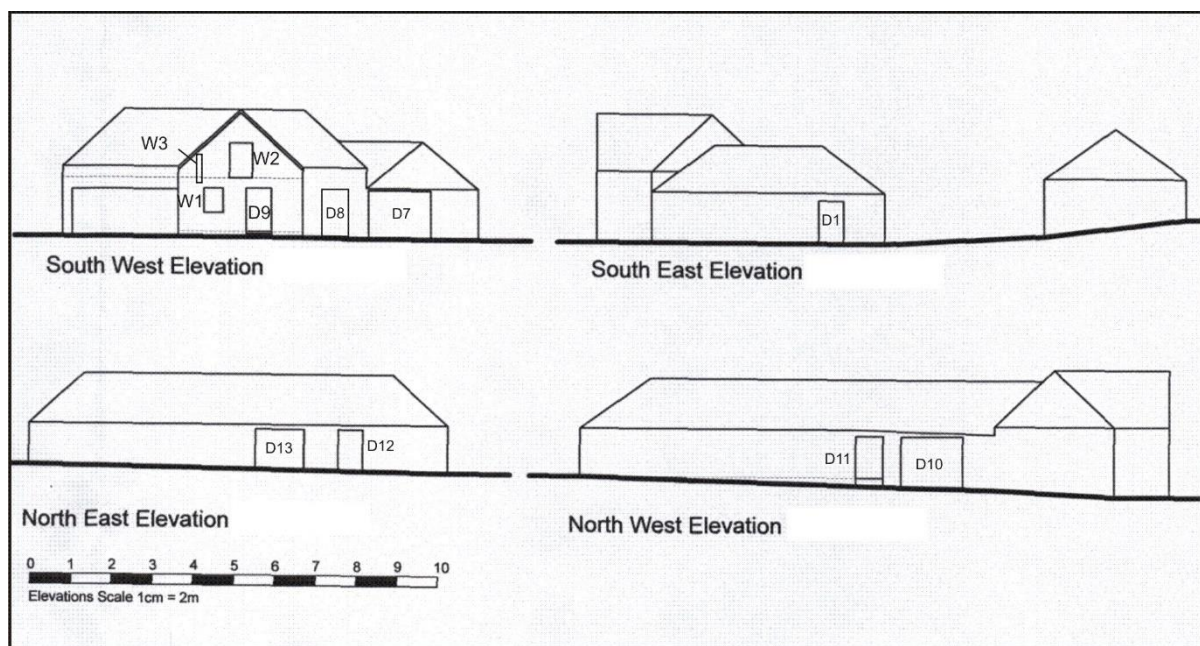 W3
W2
W1
D9
D8
D7
South West Elevation
D1
South East Elevation
D13
D12
North East Elevation
D11
D10
North West Elevation
0 1 2 3 4 5 6 7 8 9 10
Elevations Scale 1cm = 2m